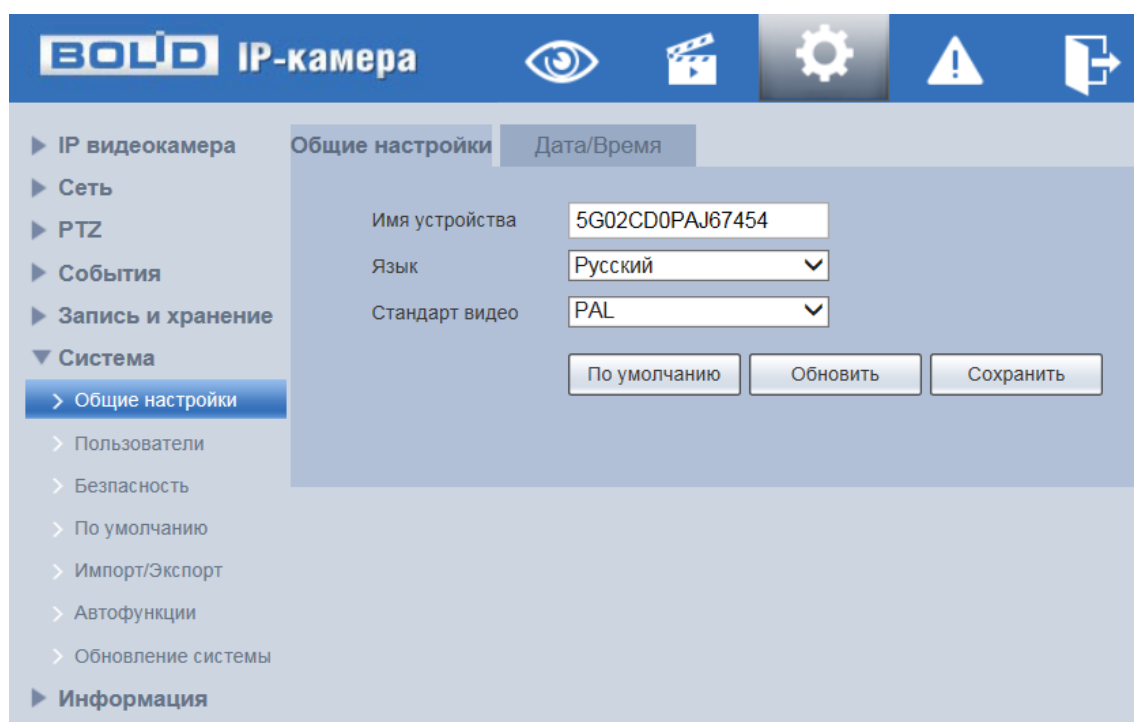 BOLID IP-камера
IP видеокамера
Сеть
PTZ
События
Запись и хранение
Система
Общие настройки
Пользователи
Безпасность
По умолчанию
Импорт/Экспорт
Автофункции
Обновление системы
Информация
Общие настройки Дата/Время
Имя устройства 5G02CD0PAJ67454
Язык Русский
Стандарт видео PAL
По умолчанию Обновить Сохранить